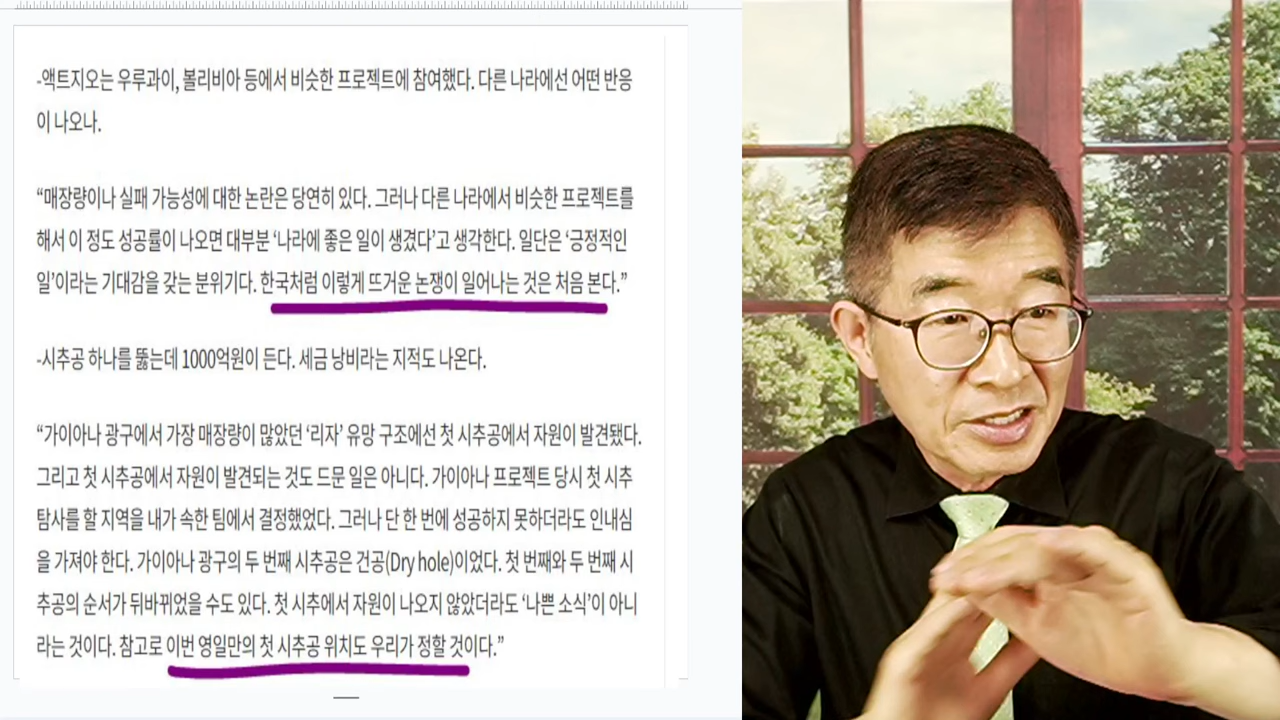 -액트지오는 우루과이, 볼리비아 등에서 비슷한 프로젝트에 참여했다. 다른 나라에선 어떤 반응
이 나오나.
“매장량이나 실패 가능성에 대한 논란은 당연히 있다. 그러나 다른 나라에서 비슷한 프로젝트를
해서 이 정도 성공률이 나오면 대부분 ‘나라에 좋은 일이 생겼다’고 생각한다. 일단은 ‘긍정적인
일’이라는 기대감을 갖는 분위기다. 한국처럼 이렇게 뜨거운 논쟁이 일어나는 것은 처음 본다.”
-시추공 하나를 뚫는데 1000억원이 든다. 세금 낭비라는 지적도 나온다.
“가이아나 광구에서 가장 매장량이 많았던 ‘리자’ 유망 구조에선 첫 시추공에서 자원이 발견됐다.
그리고 첫 시추공에서 자원이 발견되는 것도 드문 일은 아니다. 가이아나 프로젝트 당시 첫 시추
탐사를 할 지역을 내가 속한 팀에서 결정했었다. 그러나 단 한 번에 성공하지 못하더라도 인내심
을 가져야 한다. 가이아나 광구의 두 번째 시추공은 건공(Dry hole)이었다. 첫 번째와 두 번째 시
추공의 순서가 뒤바뀌었을 수도 있다. 첫 시추에서 자원이 나오지 않았더라도 ‘나쁜 소식’이 아니
라는 것이다. 참고로 이번 영일만의 첫 시추공 위치도 우리가 정할 것이다.”